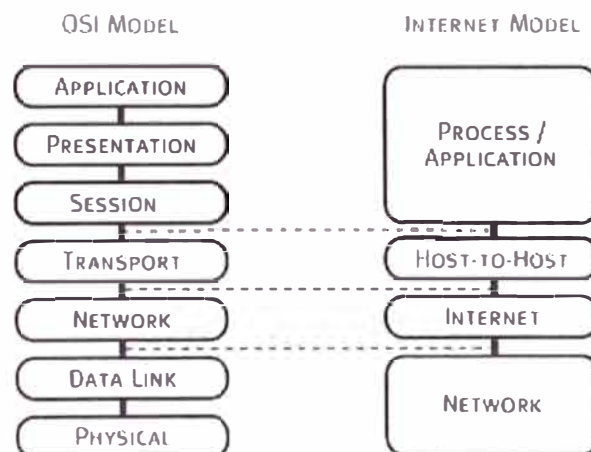 OSI MODEL
APPLICATION
PRESENTATION
SESSION
TRANSPORT
NETWORK
DATA LINK
PHYSICAL
INTERNET MODEL
PROCESS /
APPLICATION
HOST-TO-HOST
INTERNET
NETWORK